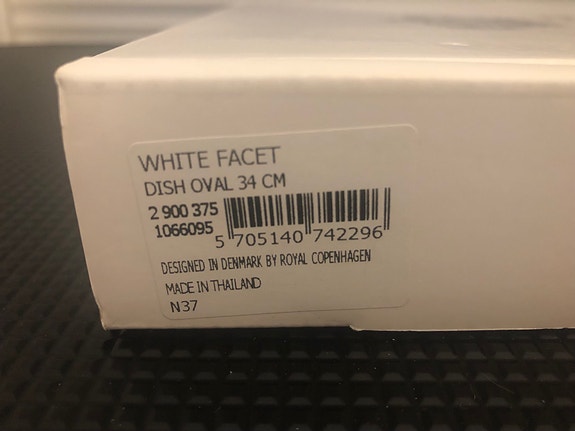 WHITE FACET
DISH OVAL 34 CM
2 900 375
1066095
5 705140 742296
DESIGNED IN DENMARK BY ROYAL COPENHAGEN
MADE IN THAILAND
N37